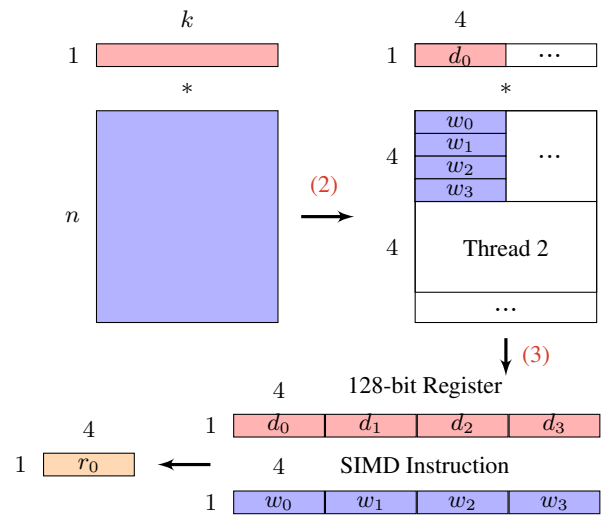 k
4
1
1
d₀
...
*
*
n
4
w₀
w₁
w₂
w₃
...
(2)
4
Thread 2
...
(3)
4
128-bit Register
1
d₀
d₁
d₂
d₃
4
1
r₀
4
SIMD Instruction
1
w₀
w₁
w₂
w₃